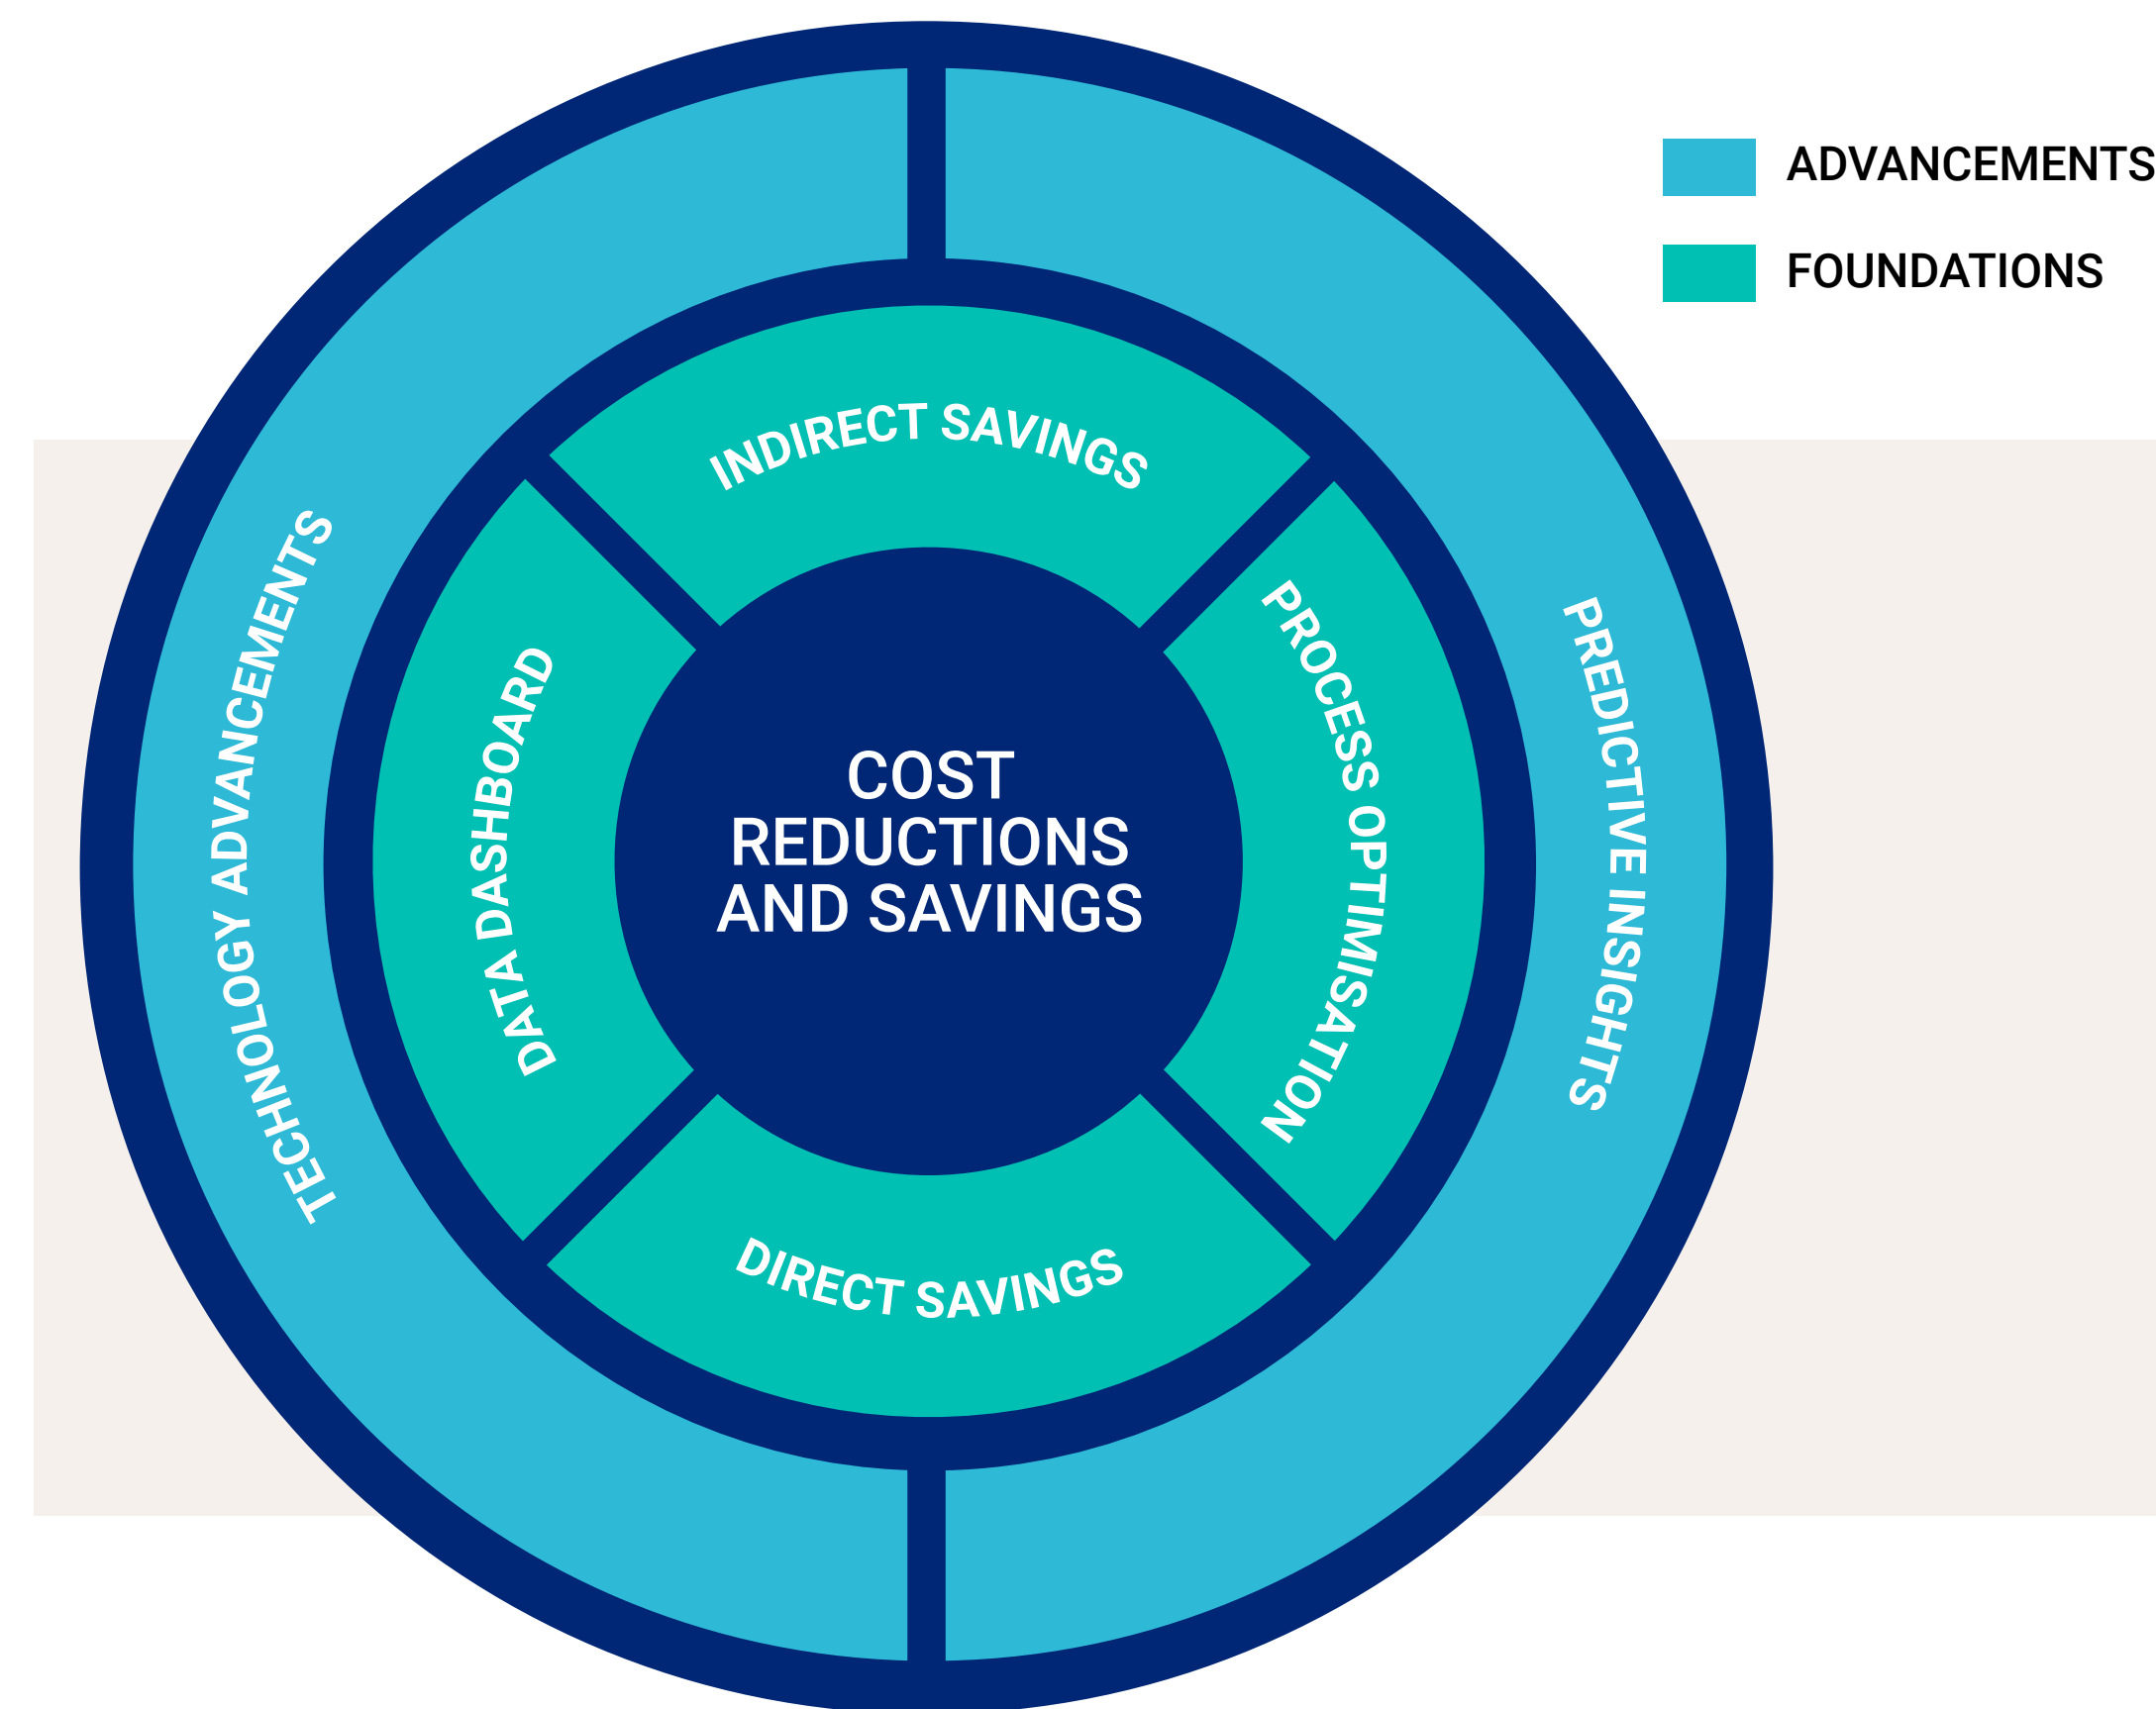 ADVANCEMENTS
FOUNDATIONS
INDIRECT SAVINGS
TECHNOLOGY ADVANCEMENTS
DATA DASHBOARD
COST
REDUCTIONS
AND SAVINGS
PROCESS OPTIMISATION
PREDICTIVE INSIGHTS
DIRECT SAVINGS